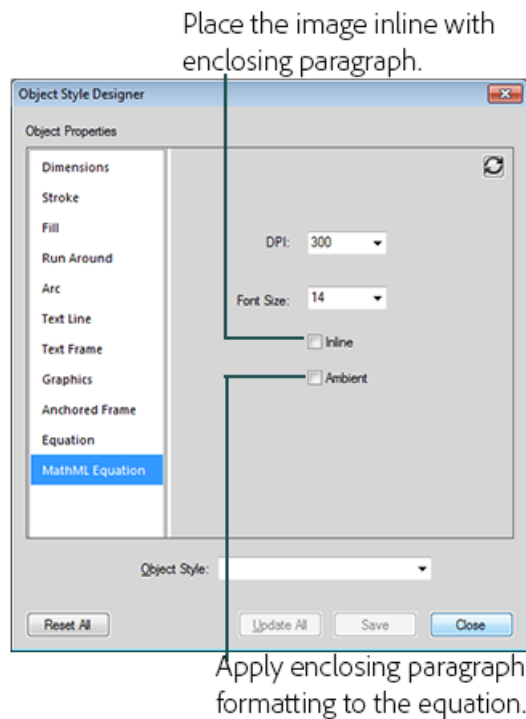 Place the image inline with
enclosing paragraph.
Object Style Designer
Object Properties
Dimensions
Stroke
Fill
Run Around
Arc
Text Line
Text Frame
Graphics
Anchored Frame
Equation
MathML Equation
DPI: 300
Font Size: 14
Inline
Ambient
Object Style:
Reset All Update All Save Close
Apply enclosing paragraph
formatting to the equation.